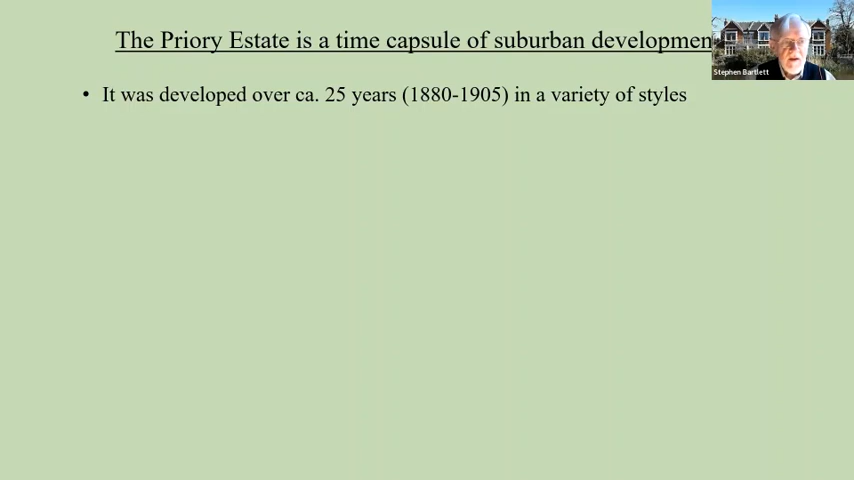 The Priory Estate is a time capsule of suburban developmen
• It was developed over ca. 25 years (1880-1905) in a variety of styles
Stephen Bartlett